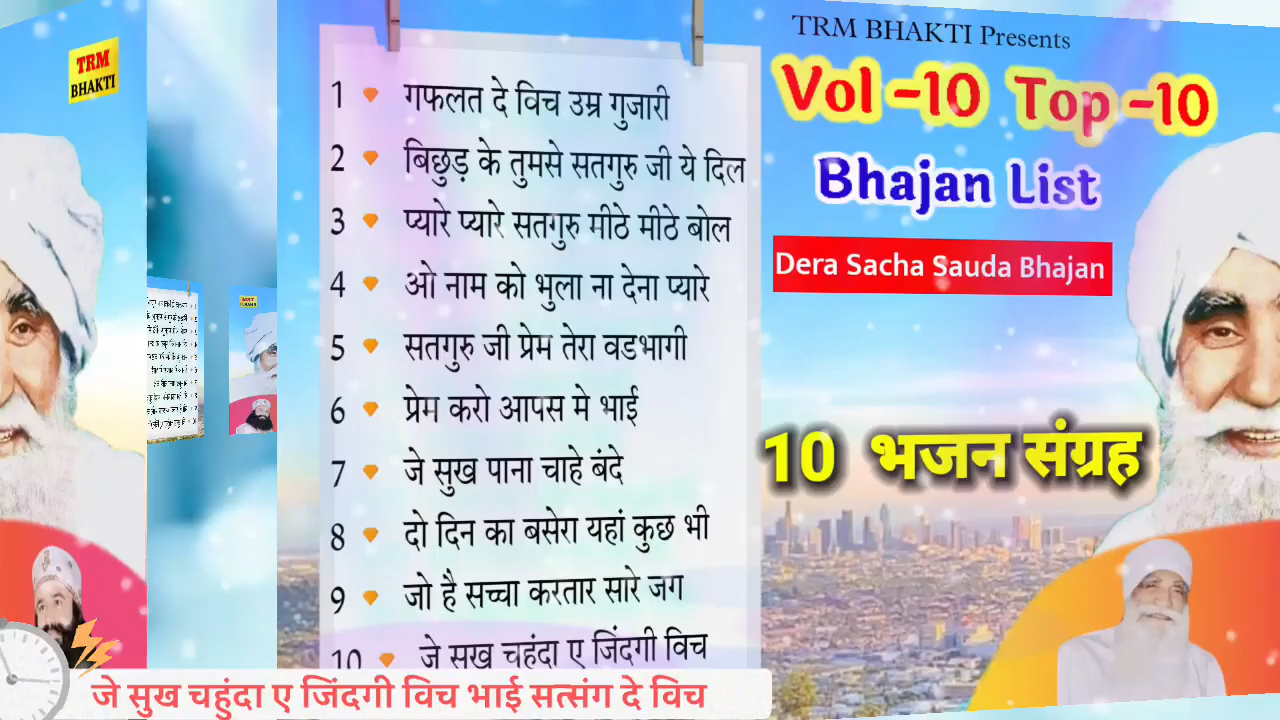 TRM
BHAKTI
1 गफलत दे विच उम्र गुजारी
2 बिछुड़ के तुमसे सतगुरु जी ये दिल
3 प्यारे प्यारे सतगुरु मीठे मीठे बोल
4 ओ नाम को भुला ना देना प्यारे
5 सतगुरु जी प्रेम तेरा वडभागी
6 प्रेम करो आपस मे भाई
7 जे सुख पाना चाहे बंदे
8 दो दिन का बसेरा यहां कुछ भी
9 जो है सच्चा करतार सारे जग
10 जे सुख चहुंदा ए जिंदगी विच
TRM BHAKTI Presents
Vol -10 Top -10
Bhajan List
Dera Sacha Sauda Bhajan
10 भजन संग्रह
जे सुख चहुंदा ए जिंदगी विच भाई सत्संग दे विच